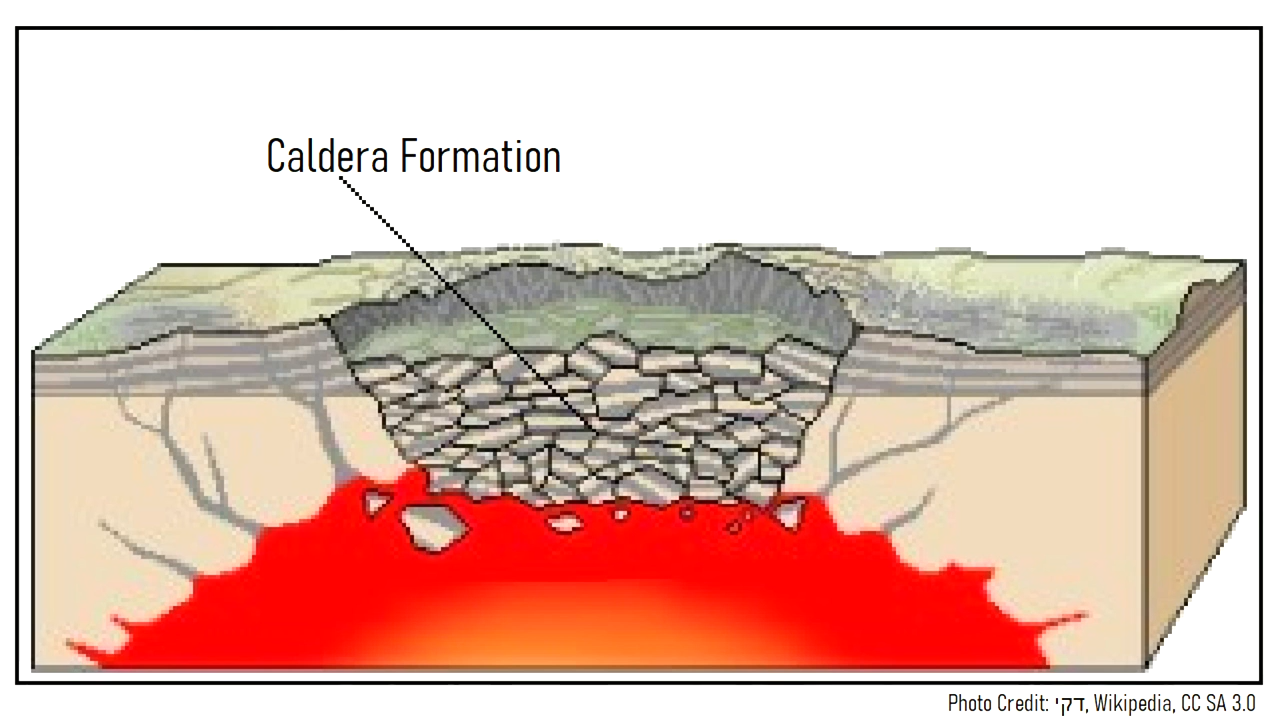 Caldera Formation
Photo Credit: דקי, Wikipedia, CC SA 3.0